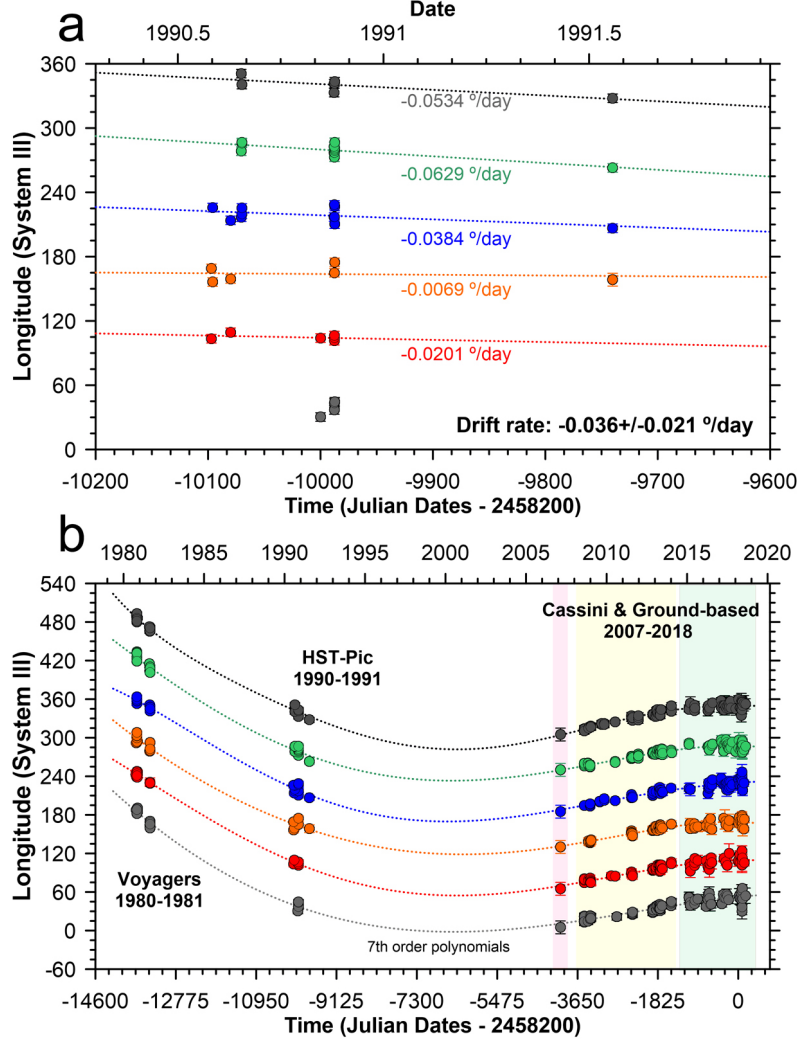 a
Date
1990.5 1991 1991.5
360
300
240
180
120
60
0
Longitude (System III)
-0.0534 º/day
-0.0629 º/day
-0.0384 º/day
-0.0069 º/day
-0.0201 º/day
Drift rate: -0.036+/-0.021 º/day
-10200 -10100 -10000 -9900 -9800 -9700 -9600
Time (Julian Dates - 2458200)
b
1980 1985 1990 1995 2000 2005 2010 2015 2020
540
480
420
360
300
240
180
120
60
0
-60
Longitude (System III)
Cassini & Ground-based
2007-2018
HST-Pic
1990-1991
Voyagers
1980-1981
7th order polynomials
-14600 -12775 -10950 -9125 -7300 -5475 -3650 -1825 0
Time (Julian Dates - 2458200)